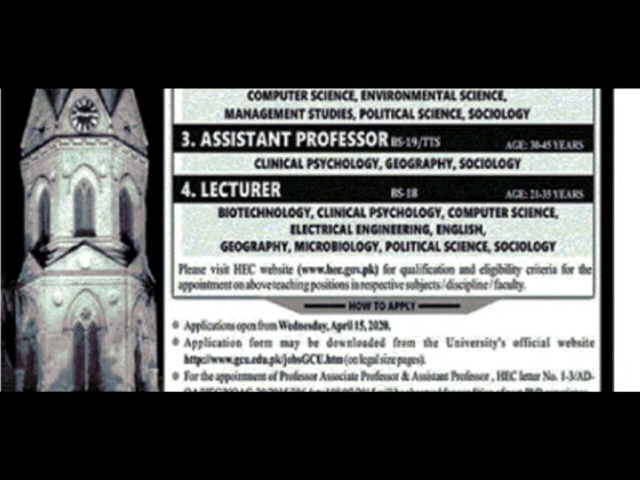 COMPUTER SCIENCE, ENVIRONMENTAL SCIENCE,
MANAGEMENT STUDIES, POLITICAL SCIENCE, SOCIOLOGY
3. ASSISTANT PROFESSOR BS-19/TTS AGE: 30-45 YEARS
CLINICAL PSYCHOLOGY, GEOGRAPHY, SOCIOLOGY
4. LECTURER BS-18 AGE: 21-35 YEARS
BIOTECHNOLOGY, CLINICAL PSYCHOLOGY, COMPUTER SCIENCE,
ELECTRICAL ENGINEERING, ENGLISH,
GEOGRAPHY, MICROBIOLOGY, POLITICAL SCIENCE, SOCIOLOGY
Please visit HEC website (www.hec.gov.pk) for qualification and eligibility criteria for the
appointment on above teaching positions in respective subjects / discipline / faculty.
HOW TO APPLY
• Applications open from Wednesday, April 15, 2020.
• Application form may be downloaded from the University's official website
http://www.gcu.edu.pk/jobsGCU.htm (on legal size pages).
• For the appointment of Professor Associate Professor & Assistant Professor , HEC letter No. 1-3/AD-